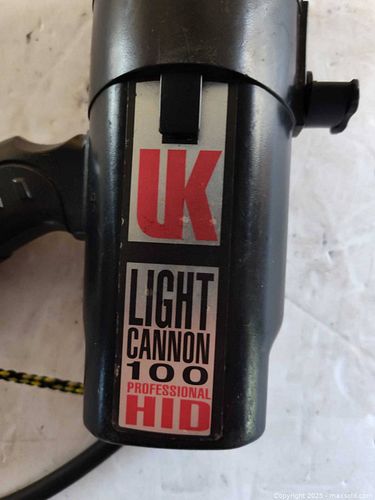 UK
LIGHT
CANNON
100
PROFESSIONAL
HID
Copyright 2025 - maxsold.com